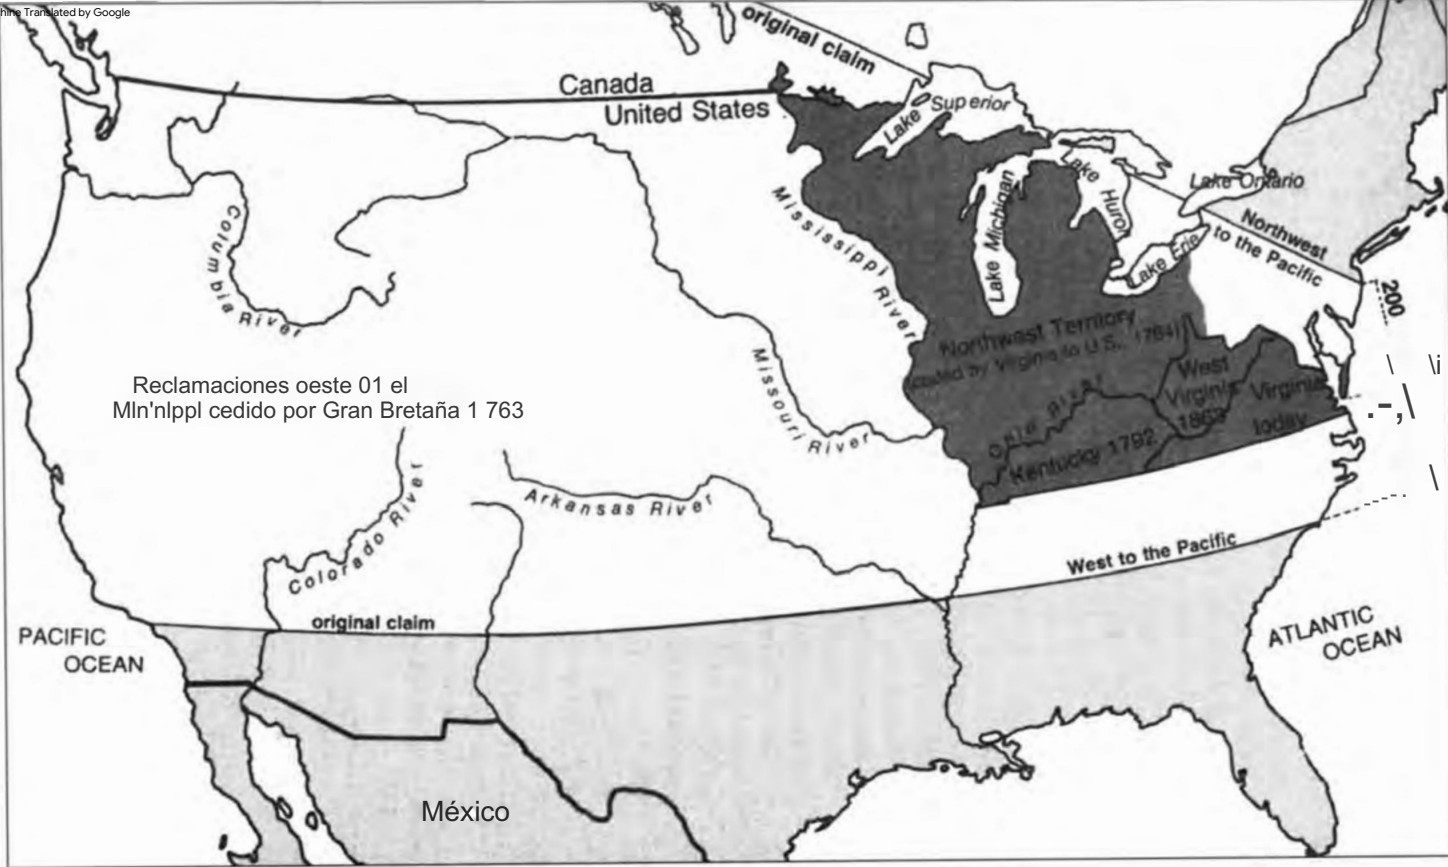 hine Translated by Google
original claim
Canada
United States
Lake Superior
Lake Michigan
Lake Huron
Lake Ontario
Lake Erie
Northwest
to the Pacific
200
Mississippi River
Columbia River
Northwest Territory
ceded by Virginia to U.S., 1784)
West
Virginia
1863
Virginia
today
Ohio River
Kentucky 1792
Missouri River
Reclamaciones oeste 01 el
Mln'nlppl cedido por Gran Bretaña 1 763
Arkansas River
Colorado River
West to the Pacific
original claim
PACIFIC
OCEAN
ATLANTIC
OCEAN
México